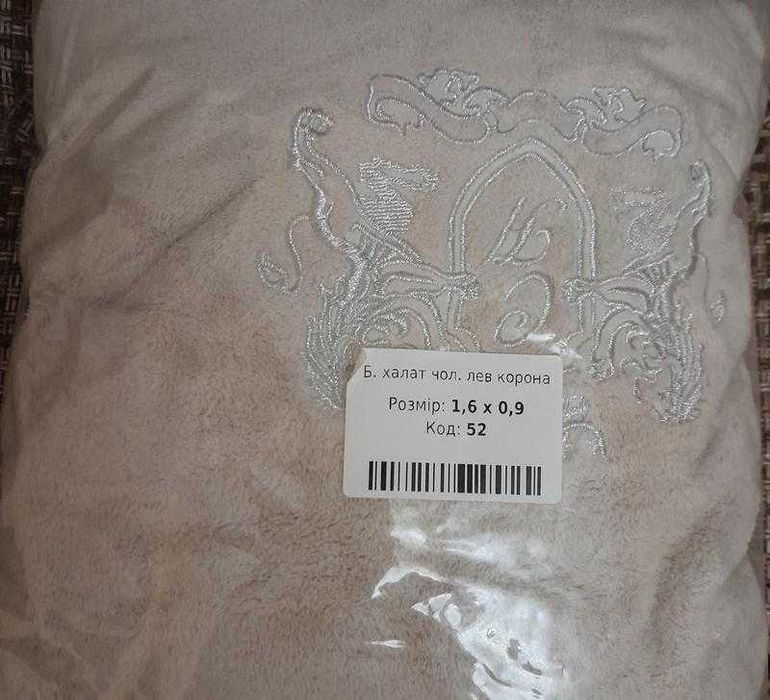 Б. халат чол. лев корона
Розмір: 1,6 x 0,9
Код: 52